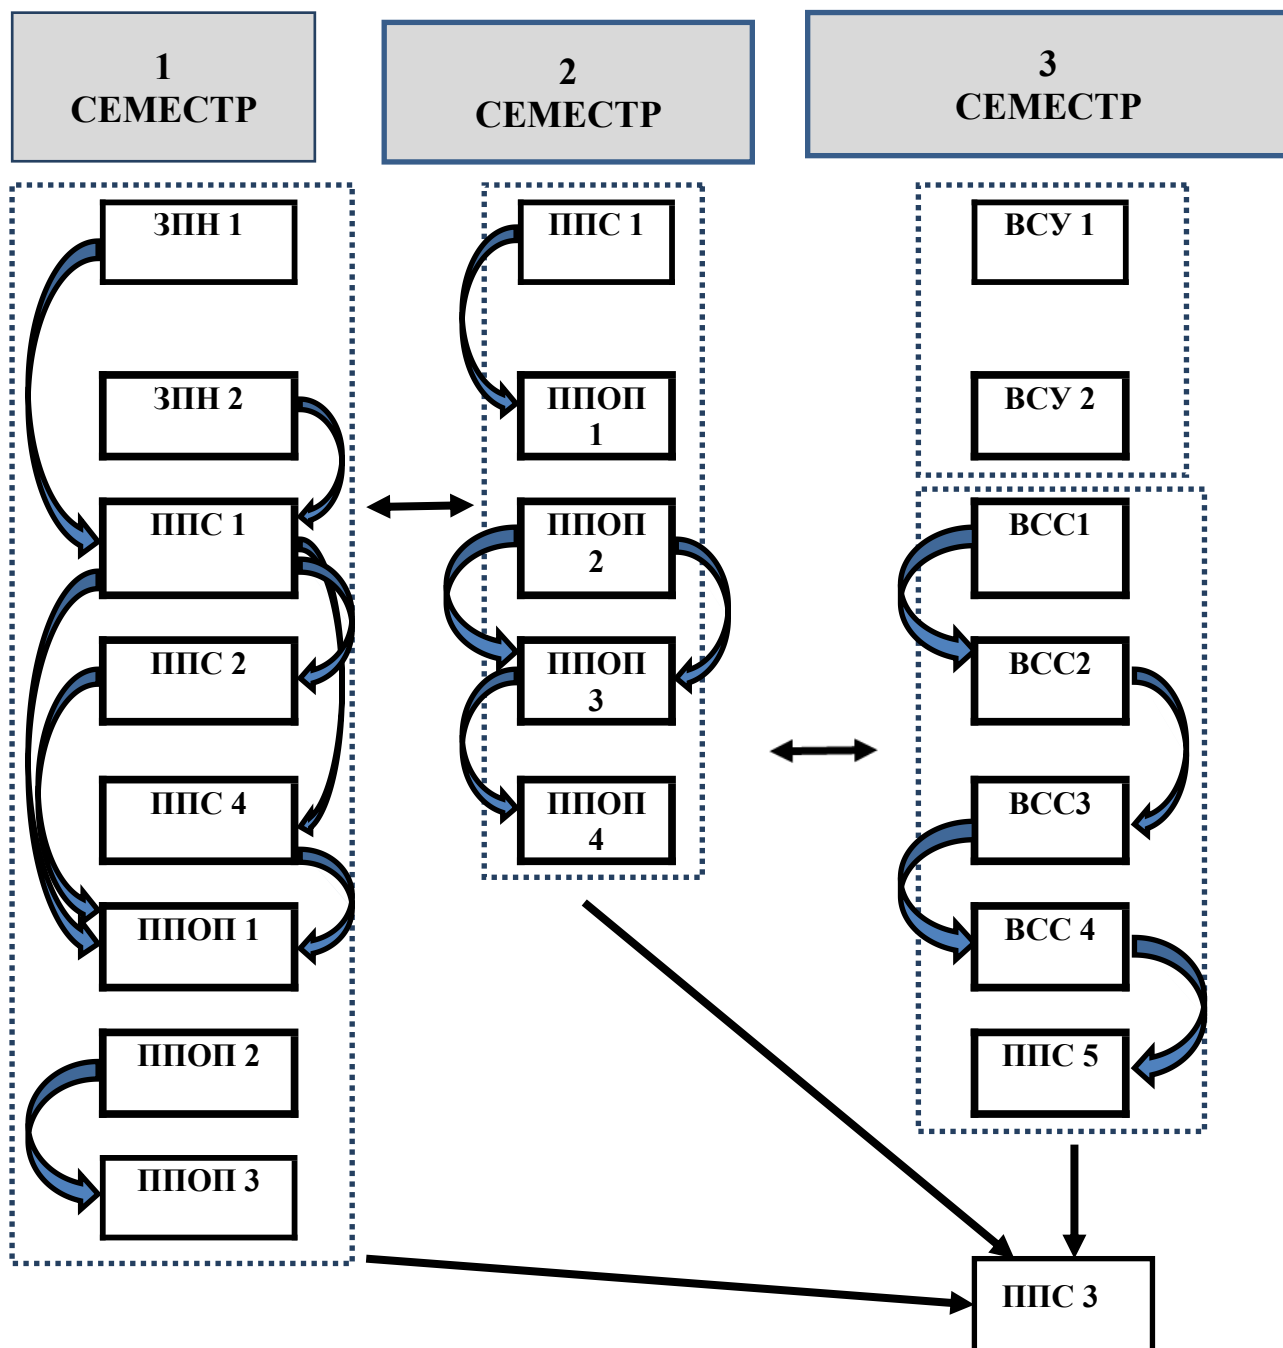 1
СЕМЕСТР
2
СЕМЕСТР
3
СЕМЕСТР
ЗПН 1
ЗПН 2
ППС 1
ППС 2
ППС 4
ППОП 1
ППОП 2
ППОП 3
ППС 1
ППОП
1
ППОП
2
ППОП
3
ППОП
4
ВСУ 1
ВСУ 2
ВСС1
ВСС2
ВСС3
ВСС 4
ППС 5
ППС 3